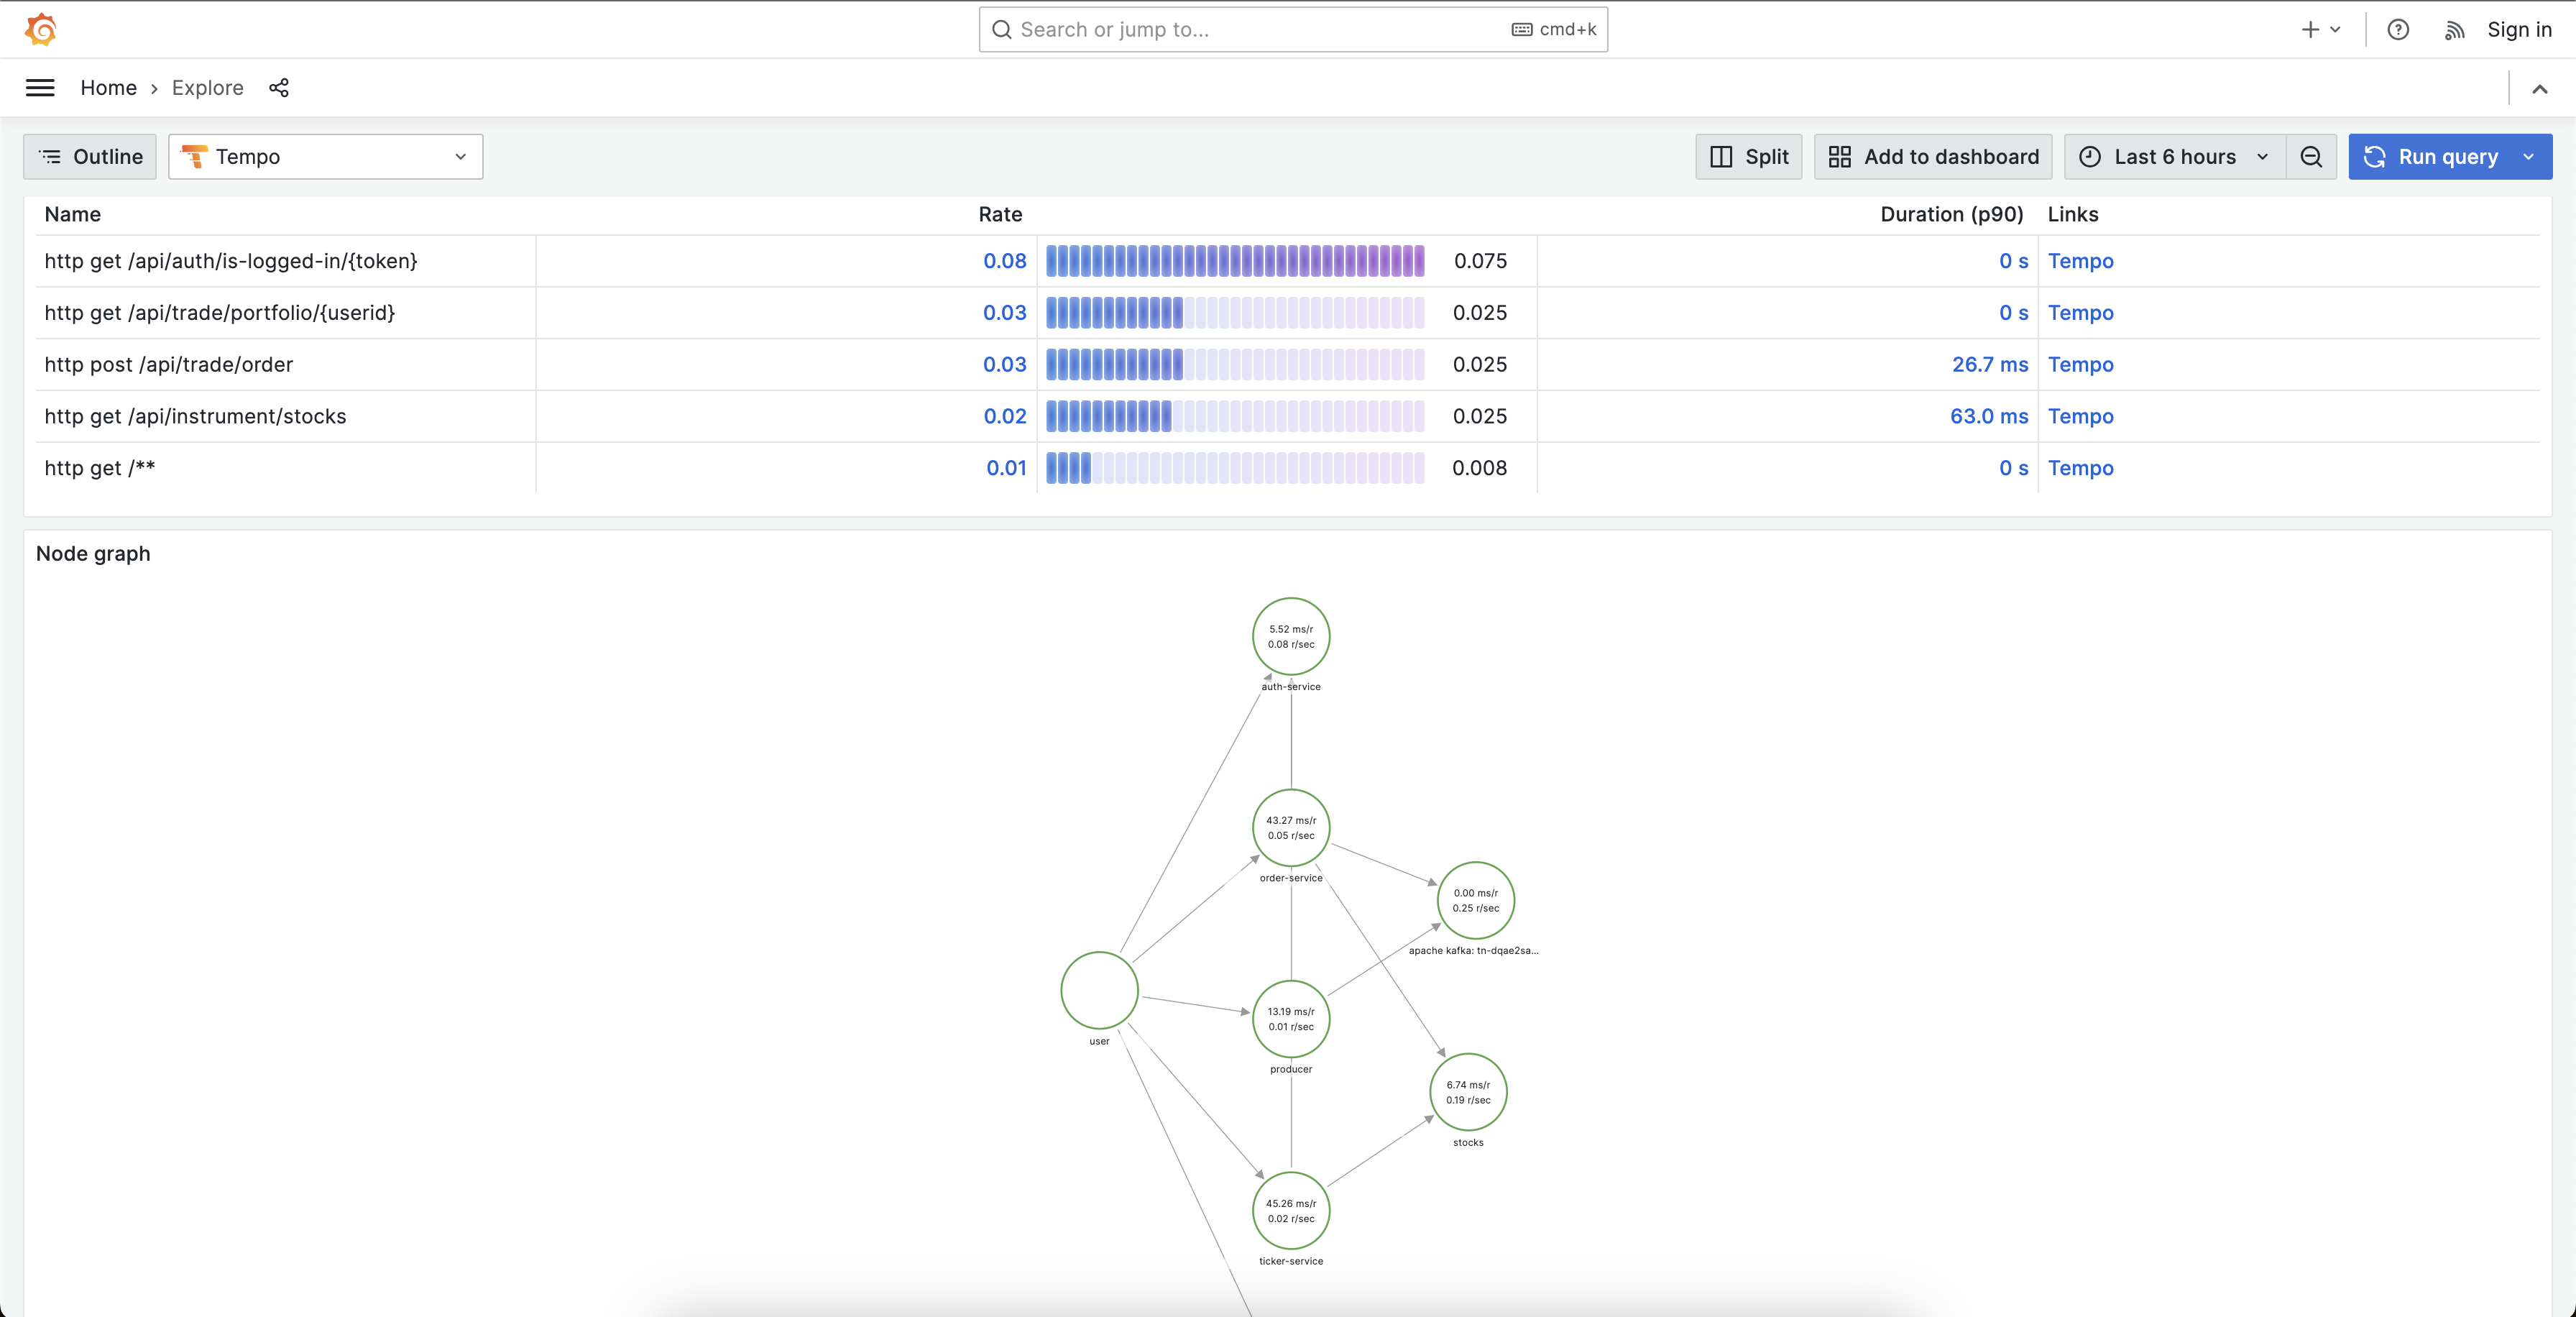 Search or jump to... cmd+k Sign in
Home › Explore
Outline Tempo Split Add to dashboard Last 6 hours Run query
Name Rate Duration (p90) Links
http get /api/auth/is-logged-in/{token} 0.08 0.075 0 s Tempo
http get /api/trade/portfolio/{userid} 0.03 0.025 0 s Tempo
http post /api/trade/order 0.03 0.025 26.7 ms Tempo
http get /api/instrument/stocks 0.02 0.025 63.0 ms Tempo
http get /** 0.01 0.008 0 s Tempo
Node graph
5.52 ms/r
0.08 r/sec
auth-service
43.27 ms/r
0.05 r/sec
order-service
0.00 ms/r
0.25 r/sec
apache kafka: tn-dqae2sa...
user
13.19 ms/r
0.01 r/sec
producer
6.74 ms/r
0.19 r/sec
stocks
45.26 ms/r
0.02 r/sec
ticker-service